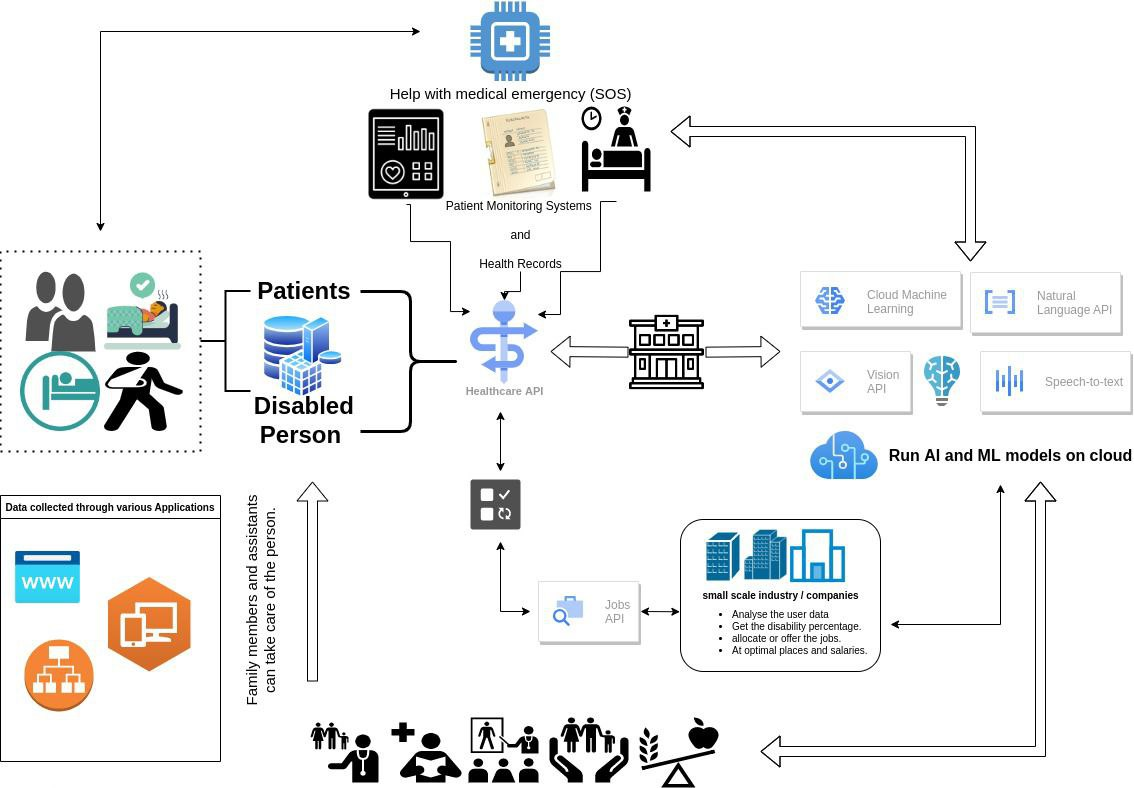 Help with medical emergency (SOS)
Patient Monitoring Systems
and
Health Records
Patients
Disabled
Person
Healthcare API
Cloud Machine
Learning
Natural
Language API
Vision
API
Speech-to-text
Run AI and ML models on cloud
Data collected through various Applications
www
Family members and assistants
can take care of the person.
Jobs
API
small scale industry / companies
• Analyse the user data
• Get the disability percentage.
• allocate or offer the jobs.
• At optimal places and salaries.